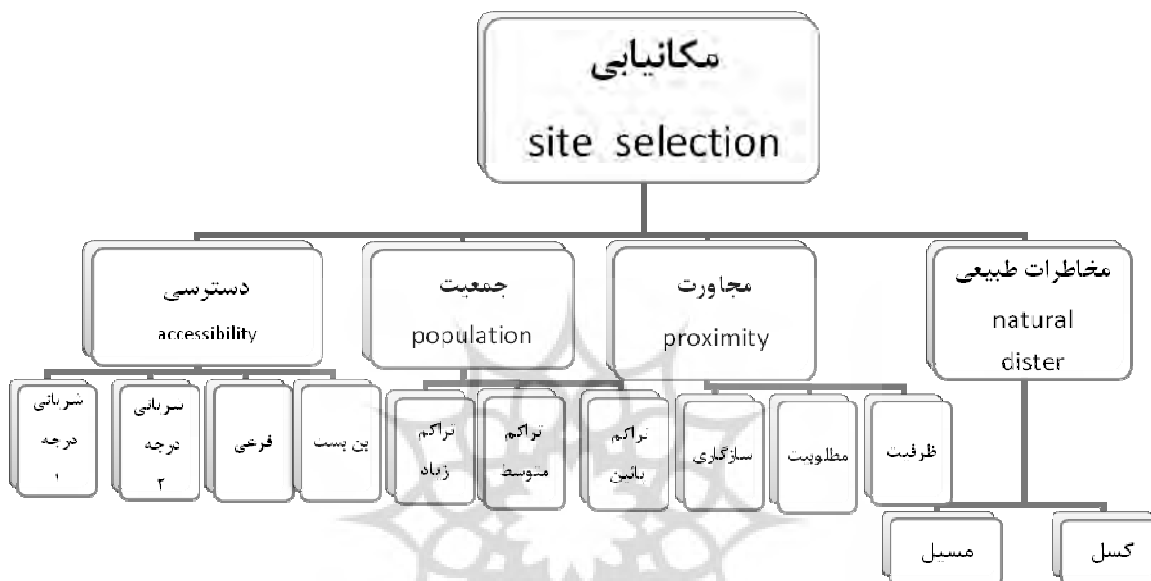 مکانیابی
site selection
دسترسی
accessibility
جمعیت
population
مجاورت
proximity
مخاطرات طبیعی
natural
dister
شریانی
درجه
۱
شریانی
درجه
۲
فرعی
بن بست
تراکم
زیاد
تراکم
متوسط
تراکم
پائین
سازگاری
مطلوبیت
ظرفیت
مسیل
گسل